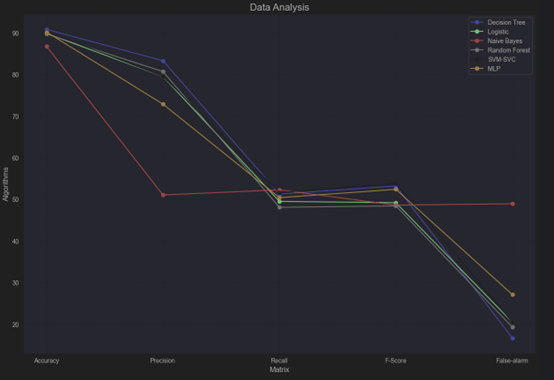 Data Analysis
Decision Tree
Logistic
Naive Bayes
Random Forest
SVM-SVC
MLP
90
80
70
60
50
40
30
20
Algorithms
Accuracy Precision Recall F-Score False-alarm
Matrix